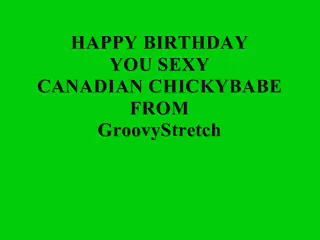 HAPPY BIRTHDAY
YOU SEXY
CANADIAN CHICKYBABE
FROM
GroovyStretch